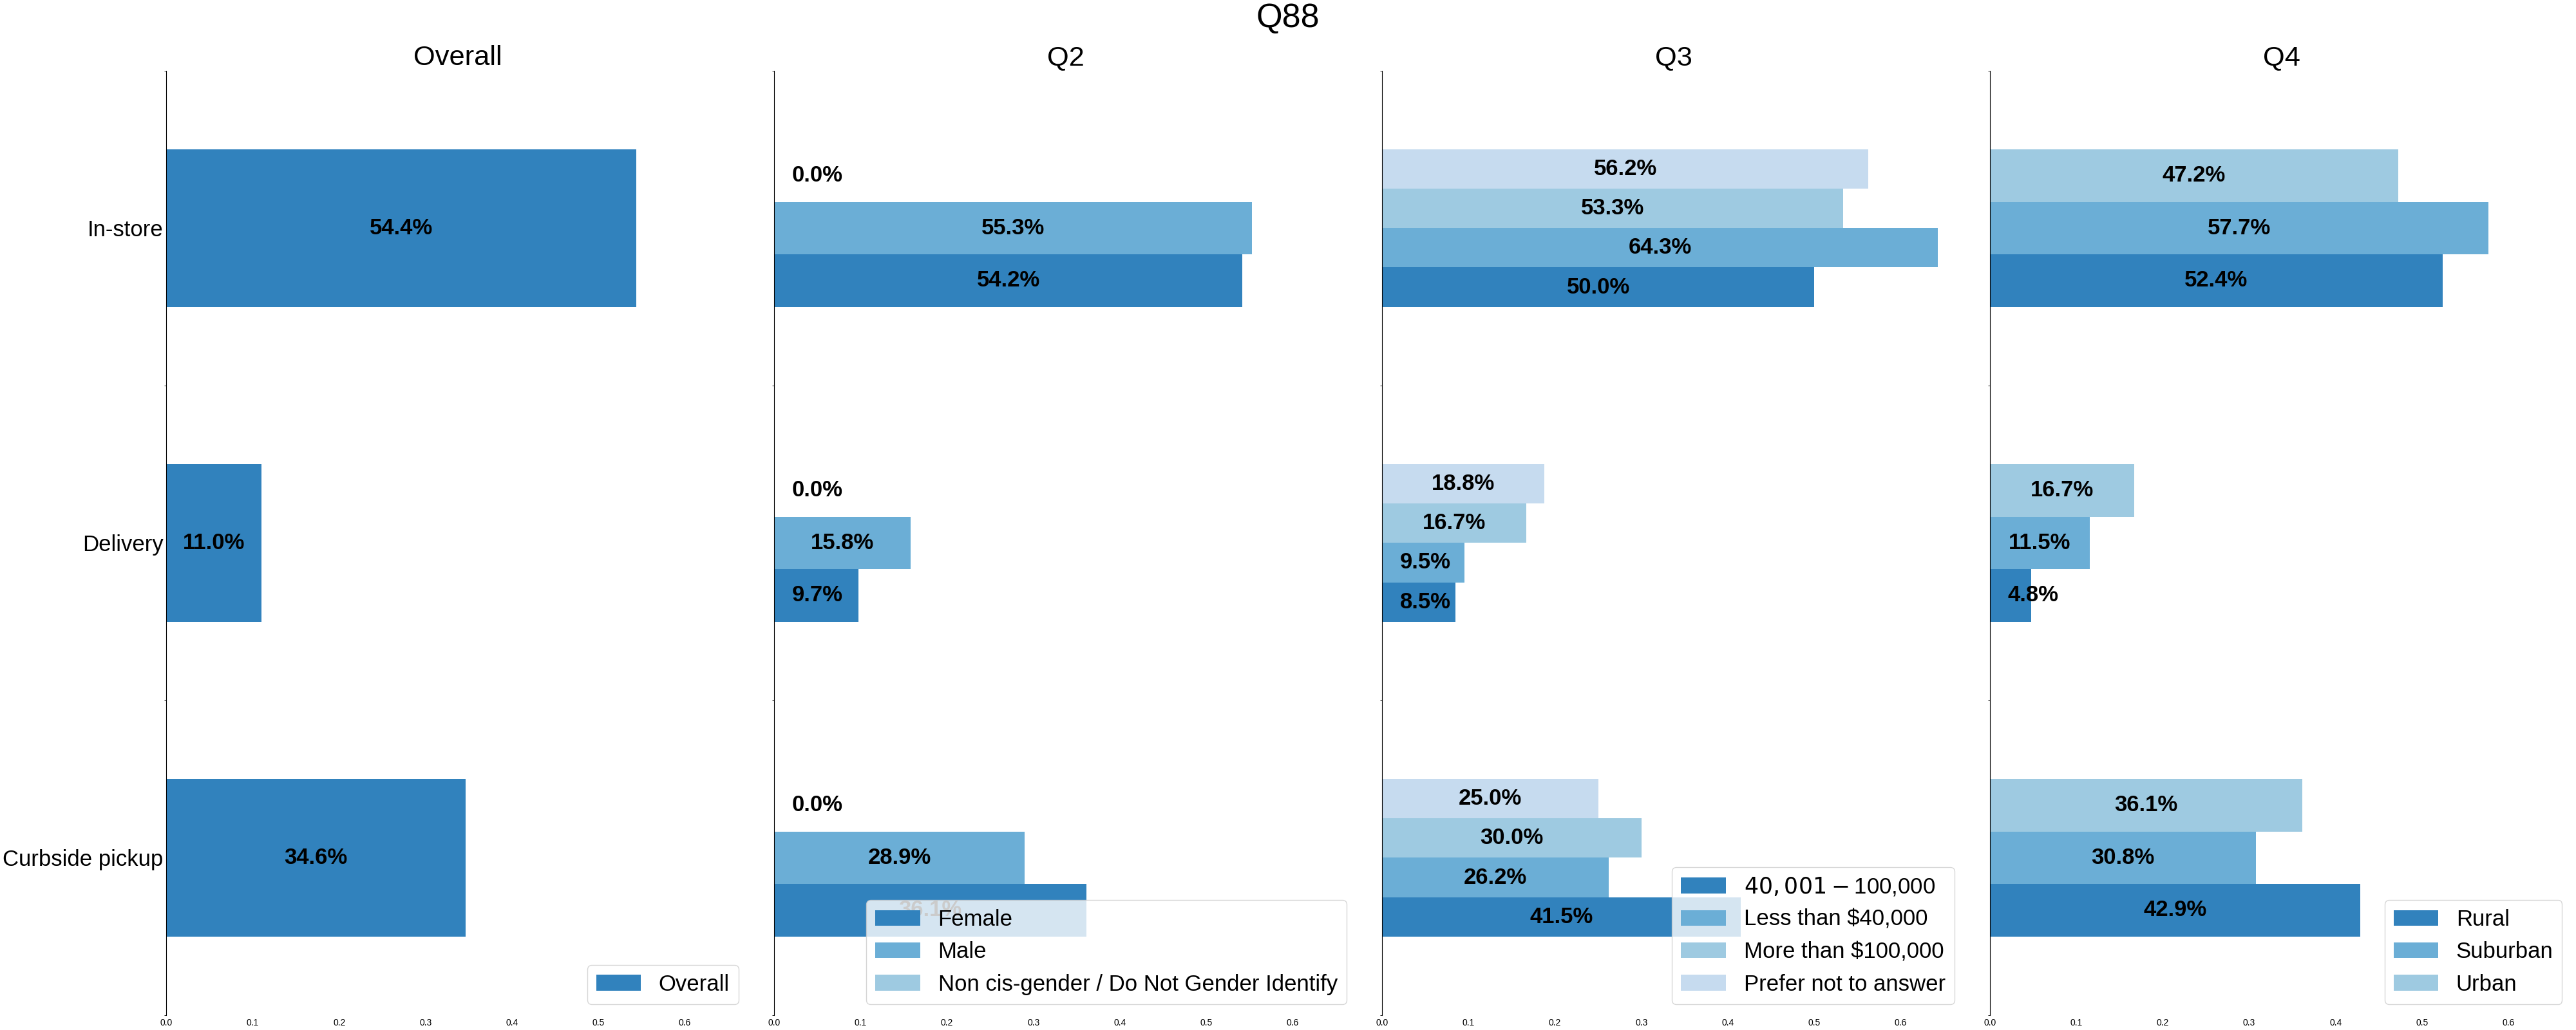 Q88
Overall
In-store
54.4%
Delivery
11.0%
Curbside pickup
34.6%
Overall
0.0 0.1 0.2 0.3 0.4 0.5 0.6
Q2
0.0%
55.3%
54.2%
0.0%
15.8%
9.7%
0.0%
28.9%
36.1%
Female
Male
Non cis-gender / Do Not Gender Identify
0.0 0.1 0.2 0.3 0.4 0.5 0.6
Q3
56.2%
53.3%
64.3%
50.0%
18.8%
16.7%
9.5%
8.5%
25.0%
30.0%
26.2%
41.5%
40,001-100,000
Less than $40,000
More than $100,000
Prefer not to answer
0.0 0.1 0.2 0.3 0.4 0.5 0.6
Q4
47.2%
57.7%
52.4%
16.7%
11.5%
4.8%
36.1%
30.8%
42.9%
Rural
Suburban
Urban
0.0 0.1 0.2 0.3 0.4 0.5 0.6